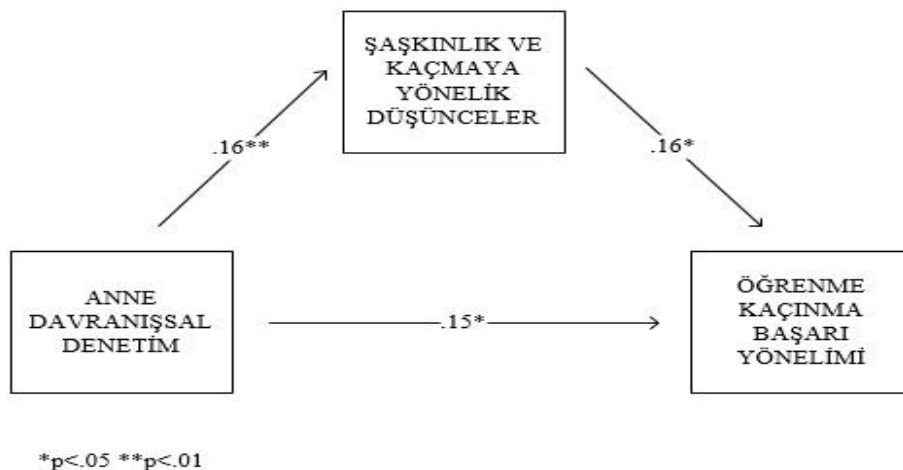 ŞAŞKINLIK VE
KAÇMAYA
YÖNELİK
DÜŞÜNCELER
.16**
.16*
ANNE
DAVRANIŞSAL
DENETİM
.15*
ÖĞRENME
KAÇINMA
BAŞARI
YÖNELİMİ
*p<.05 **p<.01